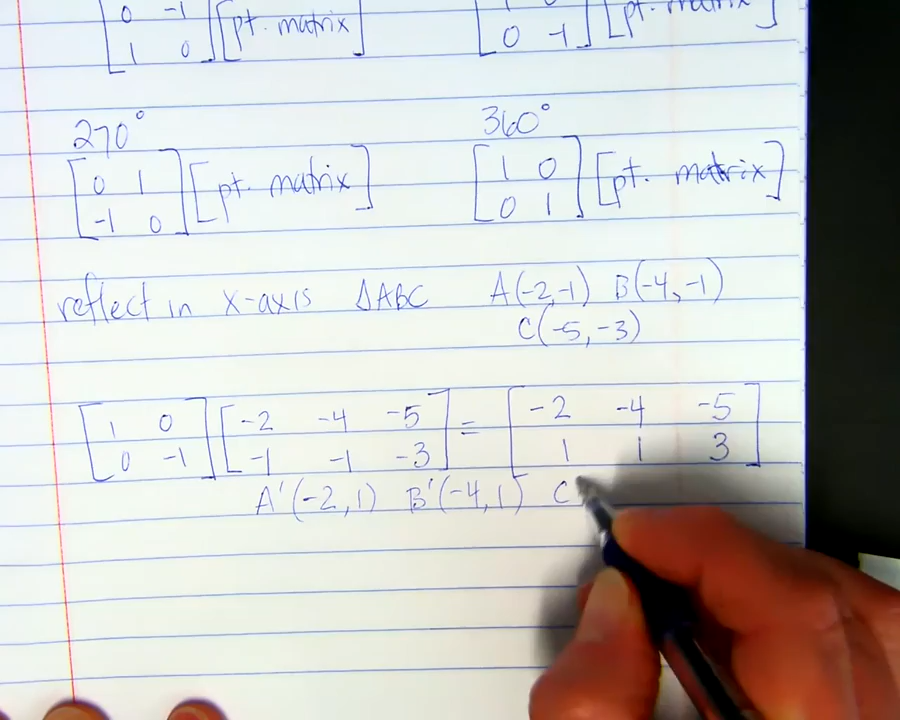 [0 -1] [pt. matrix] [1 0] [pt. matrix]
[1 0] [0 -1]
270° 360°
[0 1] [pt. matrix] [1 0] [pt. matrix]
[-1 0] [0 1]
reflect in x-axis ΔABC A(-2,-1) B(-4,-1)
C(-5,-3)
[1 0] [-2 -4 -5] = [-2 -4 -5]
[0 -1] [-1 -1 -3] [1 1 3]
A'(-2,1) B'(-4,1) C